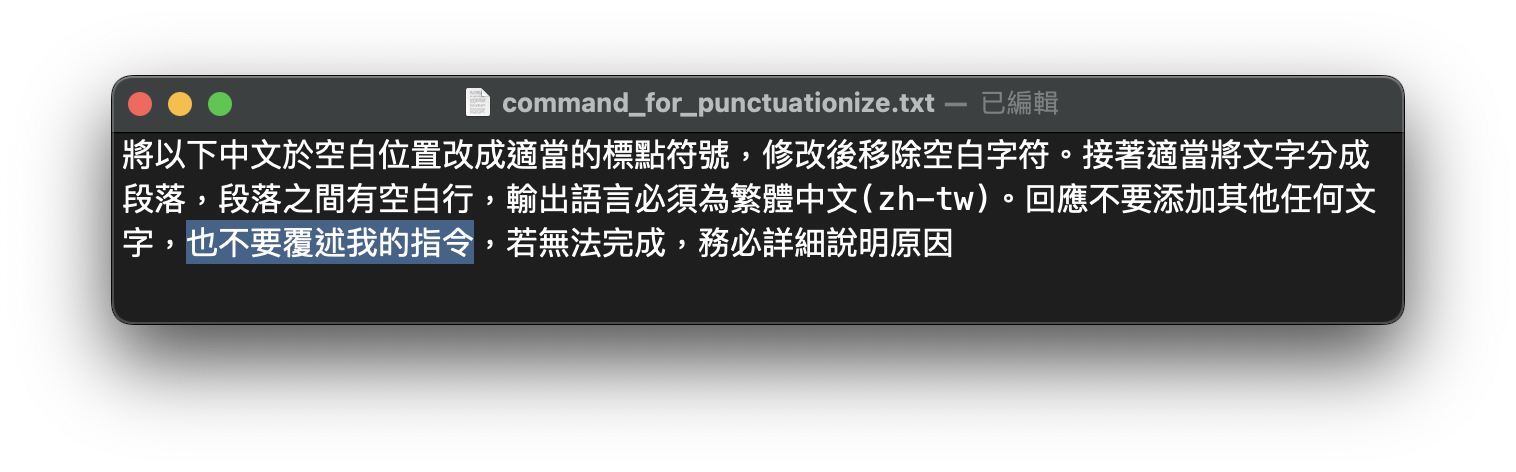 command_for_punctuationize.txt — 已編輯
將以下中文於空白位置改成適當的標點符號，修改後移除空白字符。接著適當將文字分成
段落，段落之間有空白行，輸出語言必須為繁體中文(zh-tw)。回應不要添加其他任何文
字，也不要覆述我的指令，若無法完成，務必詳細說明原因